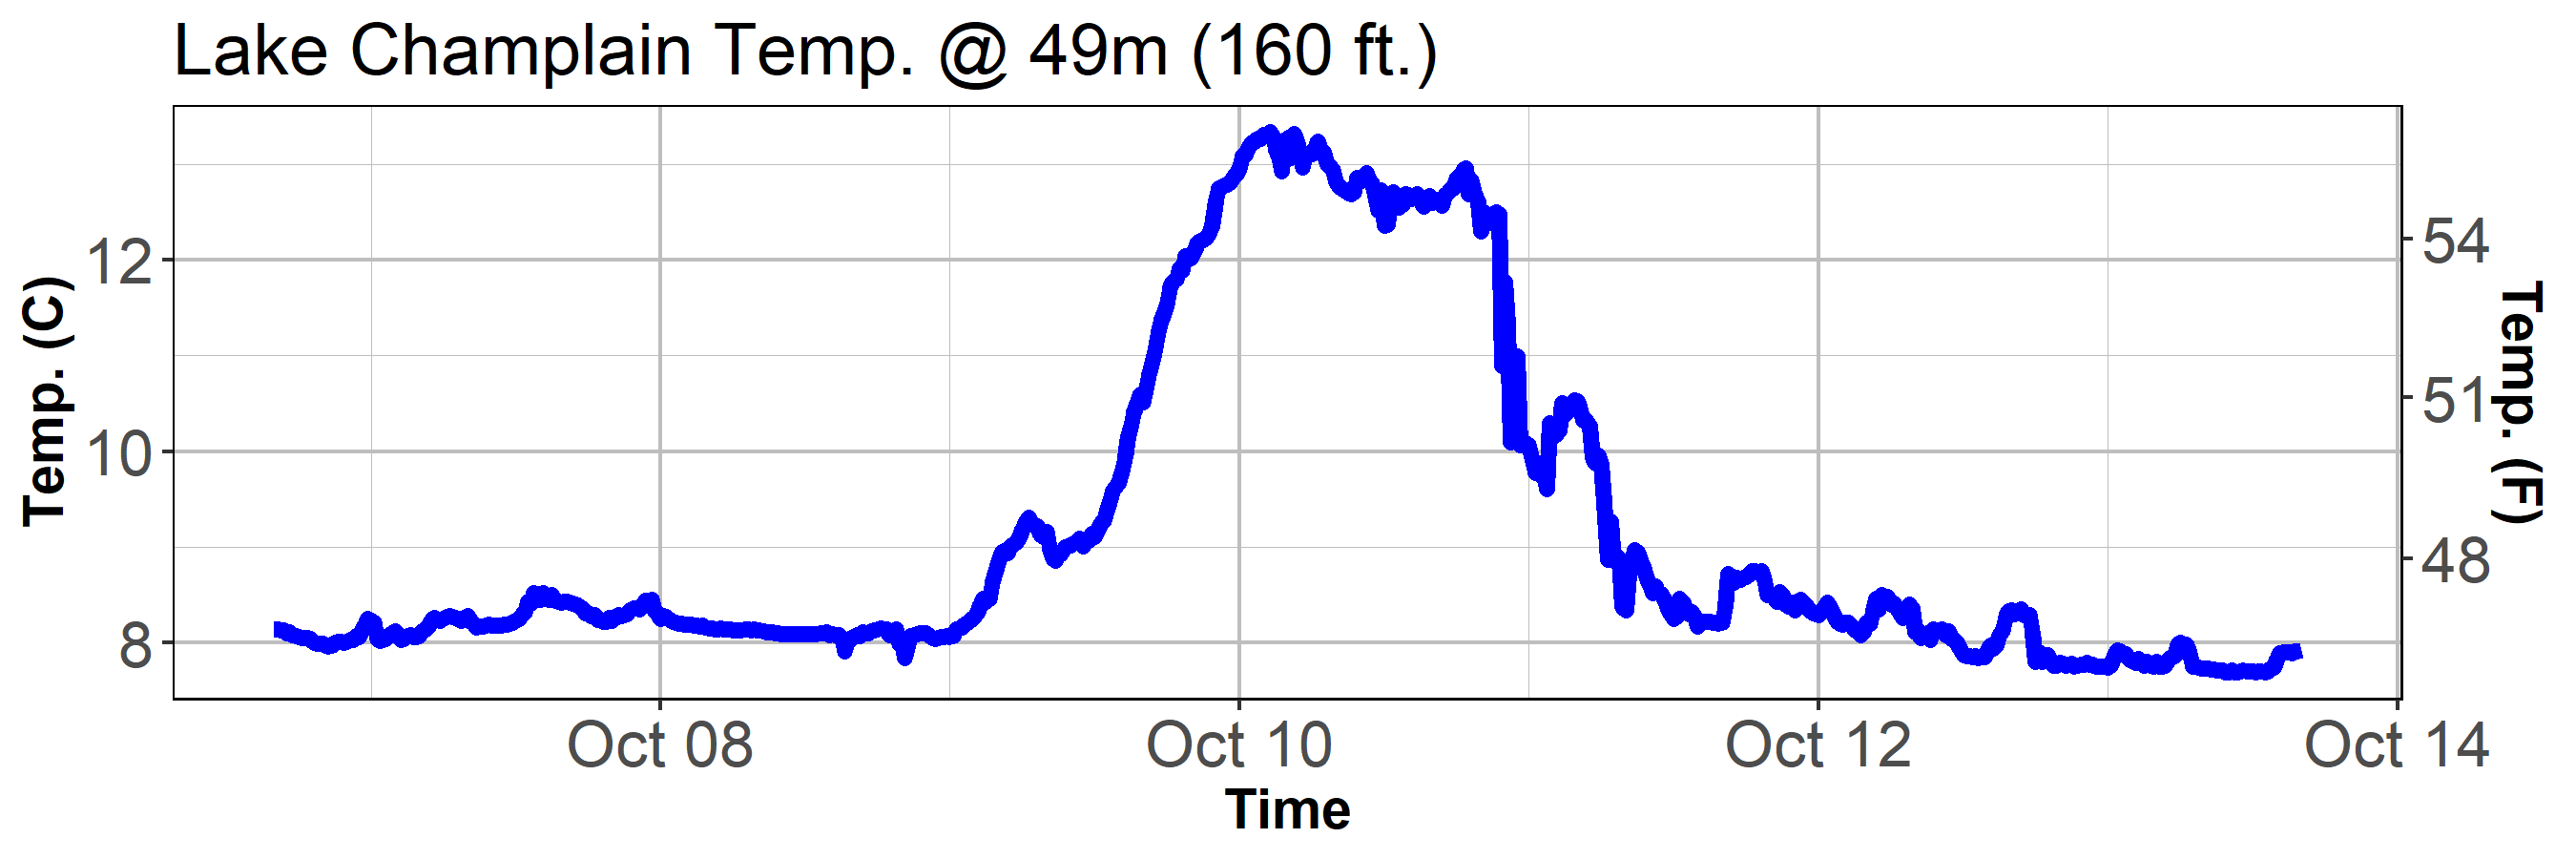 Lake Champlain Temp. @ 49m (160 ft.)
Temp. (C)
12
10
8
54
51
48
Temp. (F)
Oct 08
Oct 10
Oct 12
Oct 14
Time